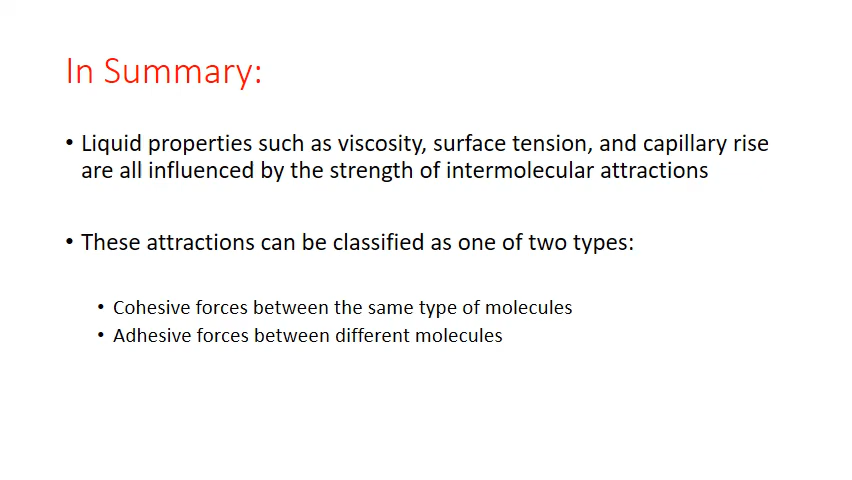 In Summary:
• Liquid properties such as viscosity, surface tension, and capillary rise
are all influenced by the strength of intermolecular attractions
• These attractions can be classified as one of two types:
• Cohesive forces between the same type of molecules
• Adhesive forces between different molecules